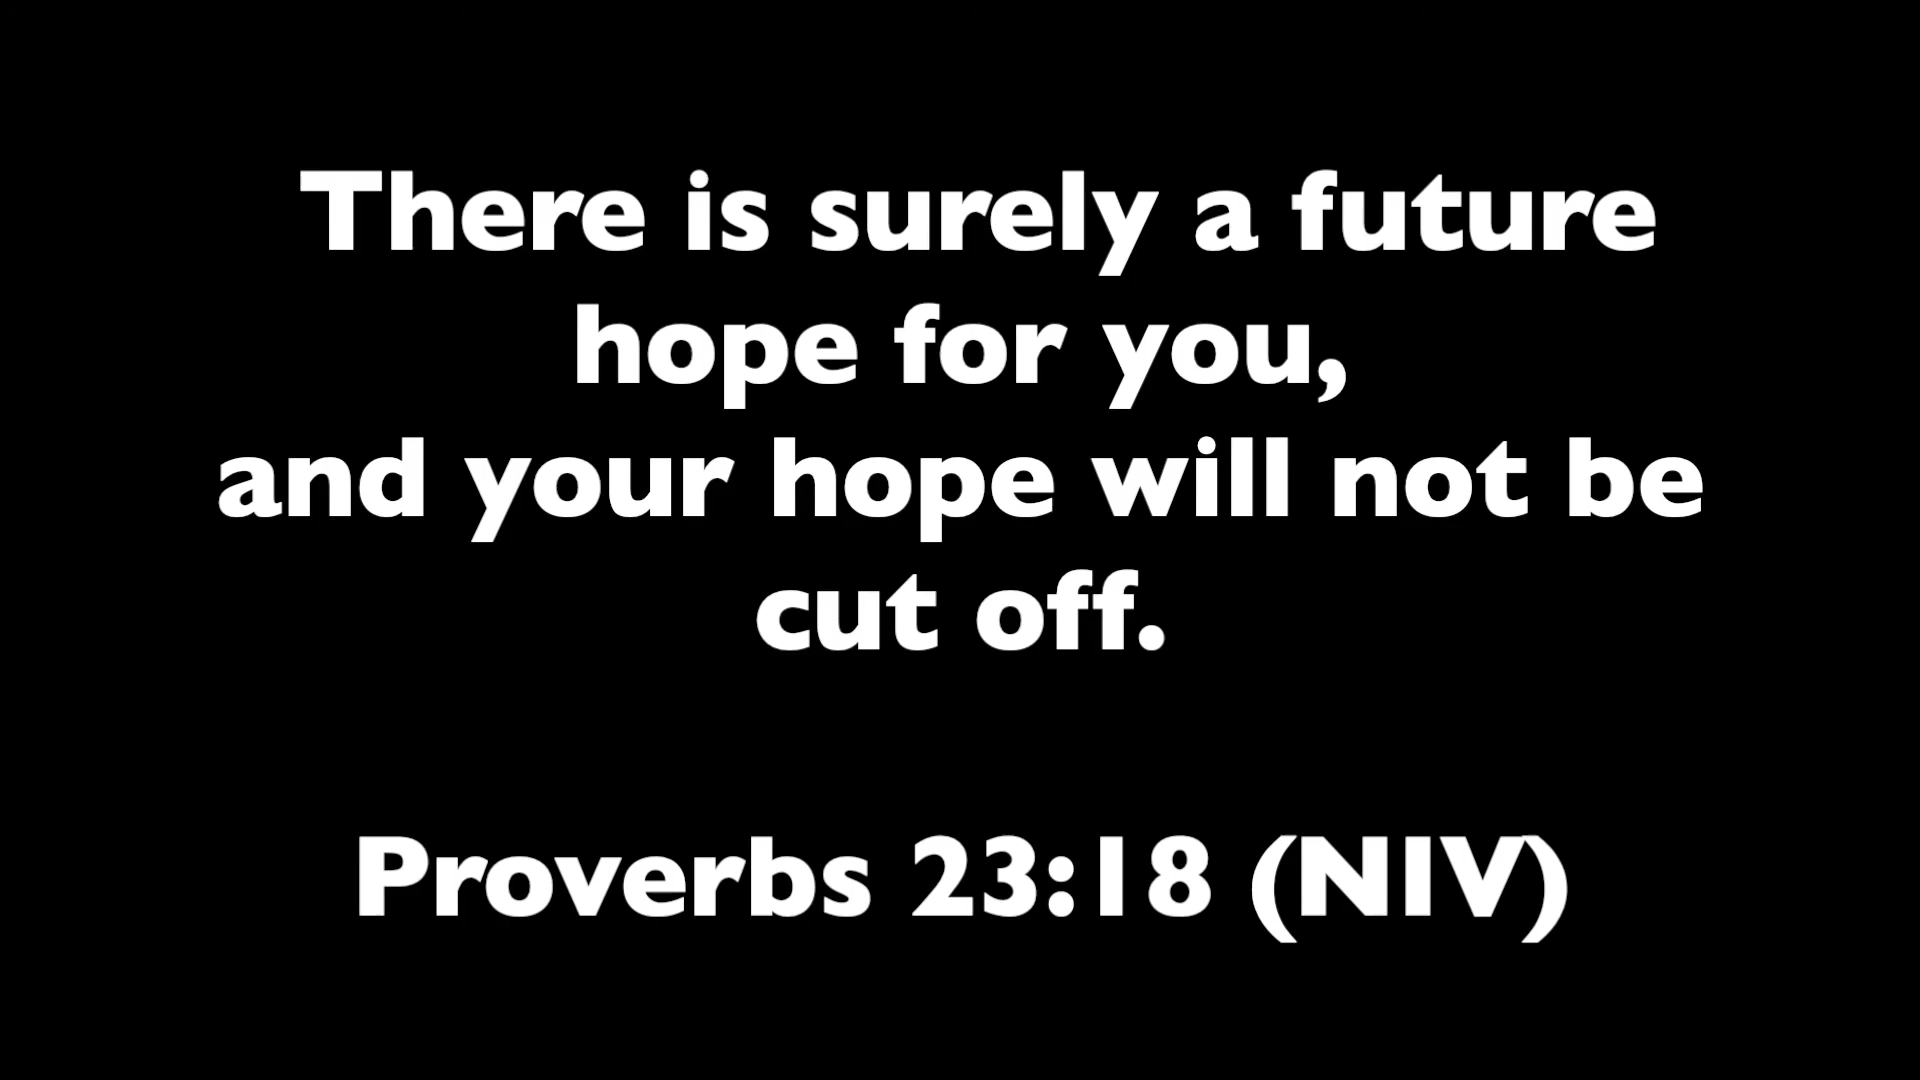 There is surely a future
hope for you,
and your hope will not be
cut off.
Proverbs 23:18 (NIV)